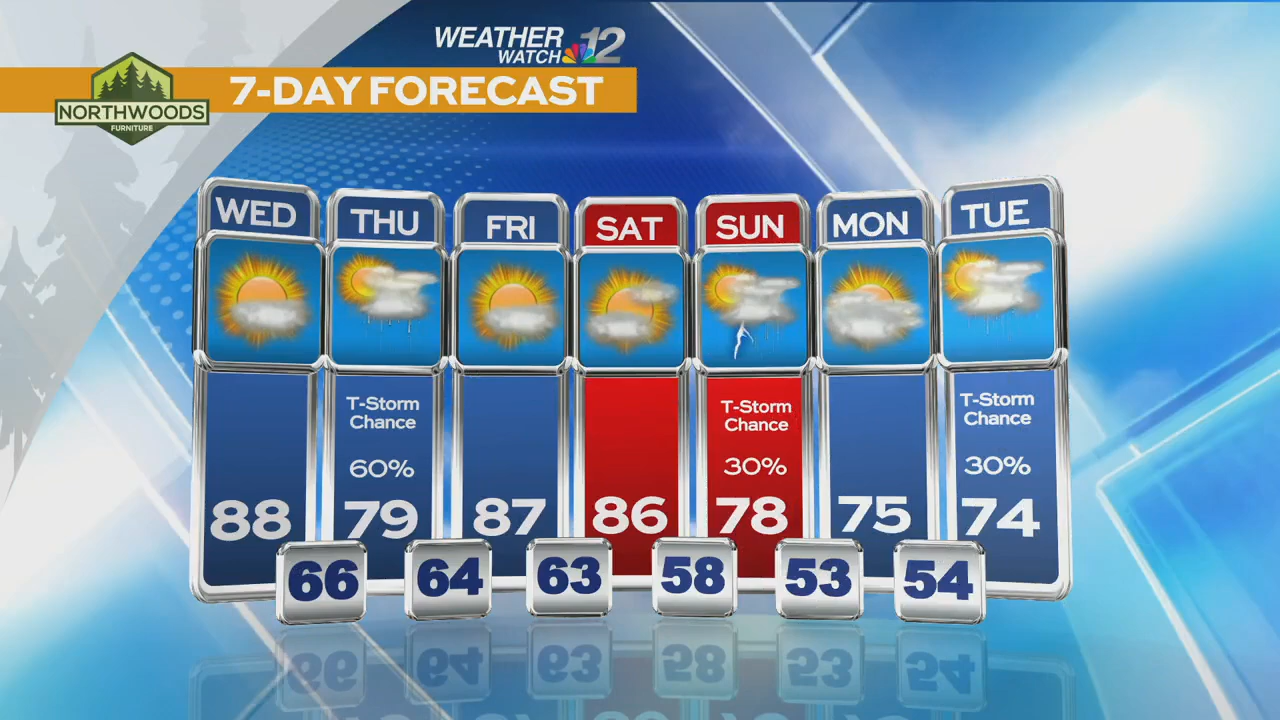 WEATHER
WATCH 12
NORTHWOODS
FURNITURE
7-DAY FORECAST
WED THU FRI SAT SUN MON TUE
T-Storm Chance T-Storm Chance T-Storm Chance
60% 30% 30%
88 79 87 86 78 75 74
66 64 63 58 53 54